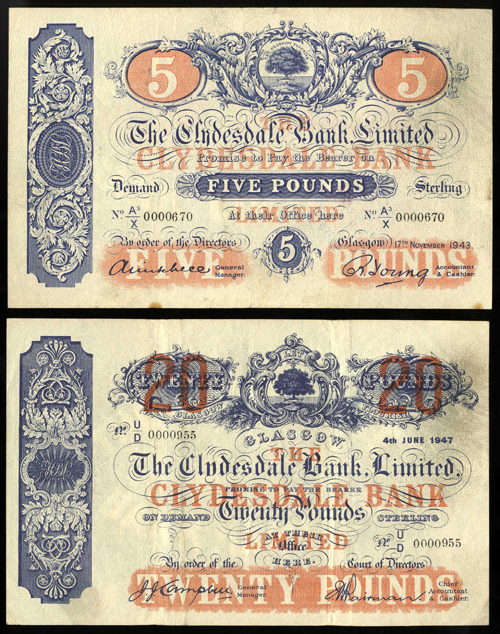 5 5
The Clydesdale Bank Limited
Promise to Pay the Bearer on
CLYDESDALE BANK
Demand FIVE POUNDS Sterling
LIMITED
At their Office here
No A3/X 0000670 No A3/X 0000670
By order of the Directors 5 Glasgow 17TH NOVEMBER 1943.
FIVE POUNDS
General Manager.
R. Young Accountant & Cashier.
20 20
TWENTY POUNDS
GLASGOW
No U/D 0000955
4th JUNE 1947
THE
The Clydesdale Bank, Limited,
PROMISE TO PAY THE BEARER
CLYDESDALE BANK
ON DEMAND Twenty Pounds STERLING
AT THEIR
LIMITED
Office
HERE.
No U/D 0000955
By order of the Court of Directors
TWENTY POUNDS
J.J. Campbell General Manager
Chief Accountant & Cashier.